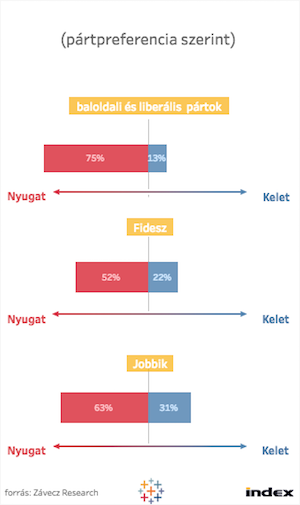 (pártpreferencia szerint)
baloldali és liberális pártok
75% 13%
Nyugat Kelet
Fidesz
52% 22%
Nyugat Kelet
Jobbik
63% 31%
Nyugat Kelet
forrás: Závecz Research index